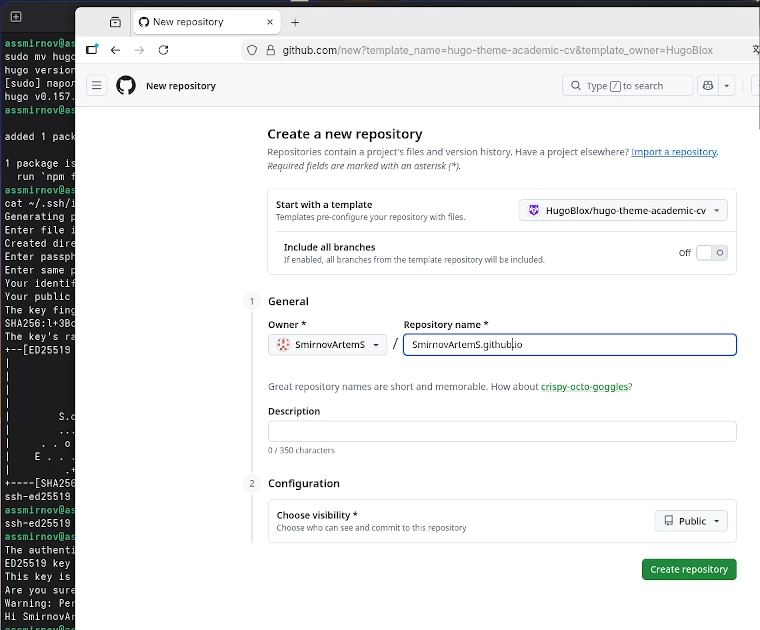 New repository
github.com/new?template_name=hugo-theme-academic-cv&template_owner=HugoBlox
New repository
Type / to search
Create a new repository
Repositories contain a project's files and version history. Have a project elsewhere? Import a repository.
Required fields are marked with an asterisk (*).
Start with a template
Templates pre-configure your repository with files.
HugoBlox/hugo-theme-academic-cv
Include all branches
If enabled, all branches from the template repository will be included.
Off
1 General
Owner *
Repository name *
SmirnovArtemS / SmirnovArtemS.github.io
Great repository names are short and memorable. How about crispy-octo-goggles?
Description
0 / 350 characters
2 Configuration
Choose visibility *
Choose who can see and commit to this repository
Public
Create repository
assmirnov@as
sudo mv hugo
hugo version
[sudo] парол
hugo v0.157.
assmirnov@as
added 1 pack
1 package is
run `npm f
assmirnov@as
cat ~/.ssh/i
Generating p
Enter file i
Created dire
Enter passph
Enter same p
Your identif
Your public
The key fing
SHA256:l+3Bc
The key's ra
+--[ED25519
|
|
|
|
| S.o
| ...
| . . o
| E . . .
| .+
+----[SHA256
ssh-ed25519
assmirnov@as
ssh-ed25519
assmirnov@as
The authenti
ED25519 key
This key is
Are you sure
Warning: Per
Hi SmirnovAr
assmirnov@as